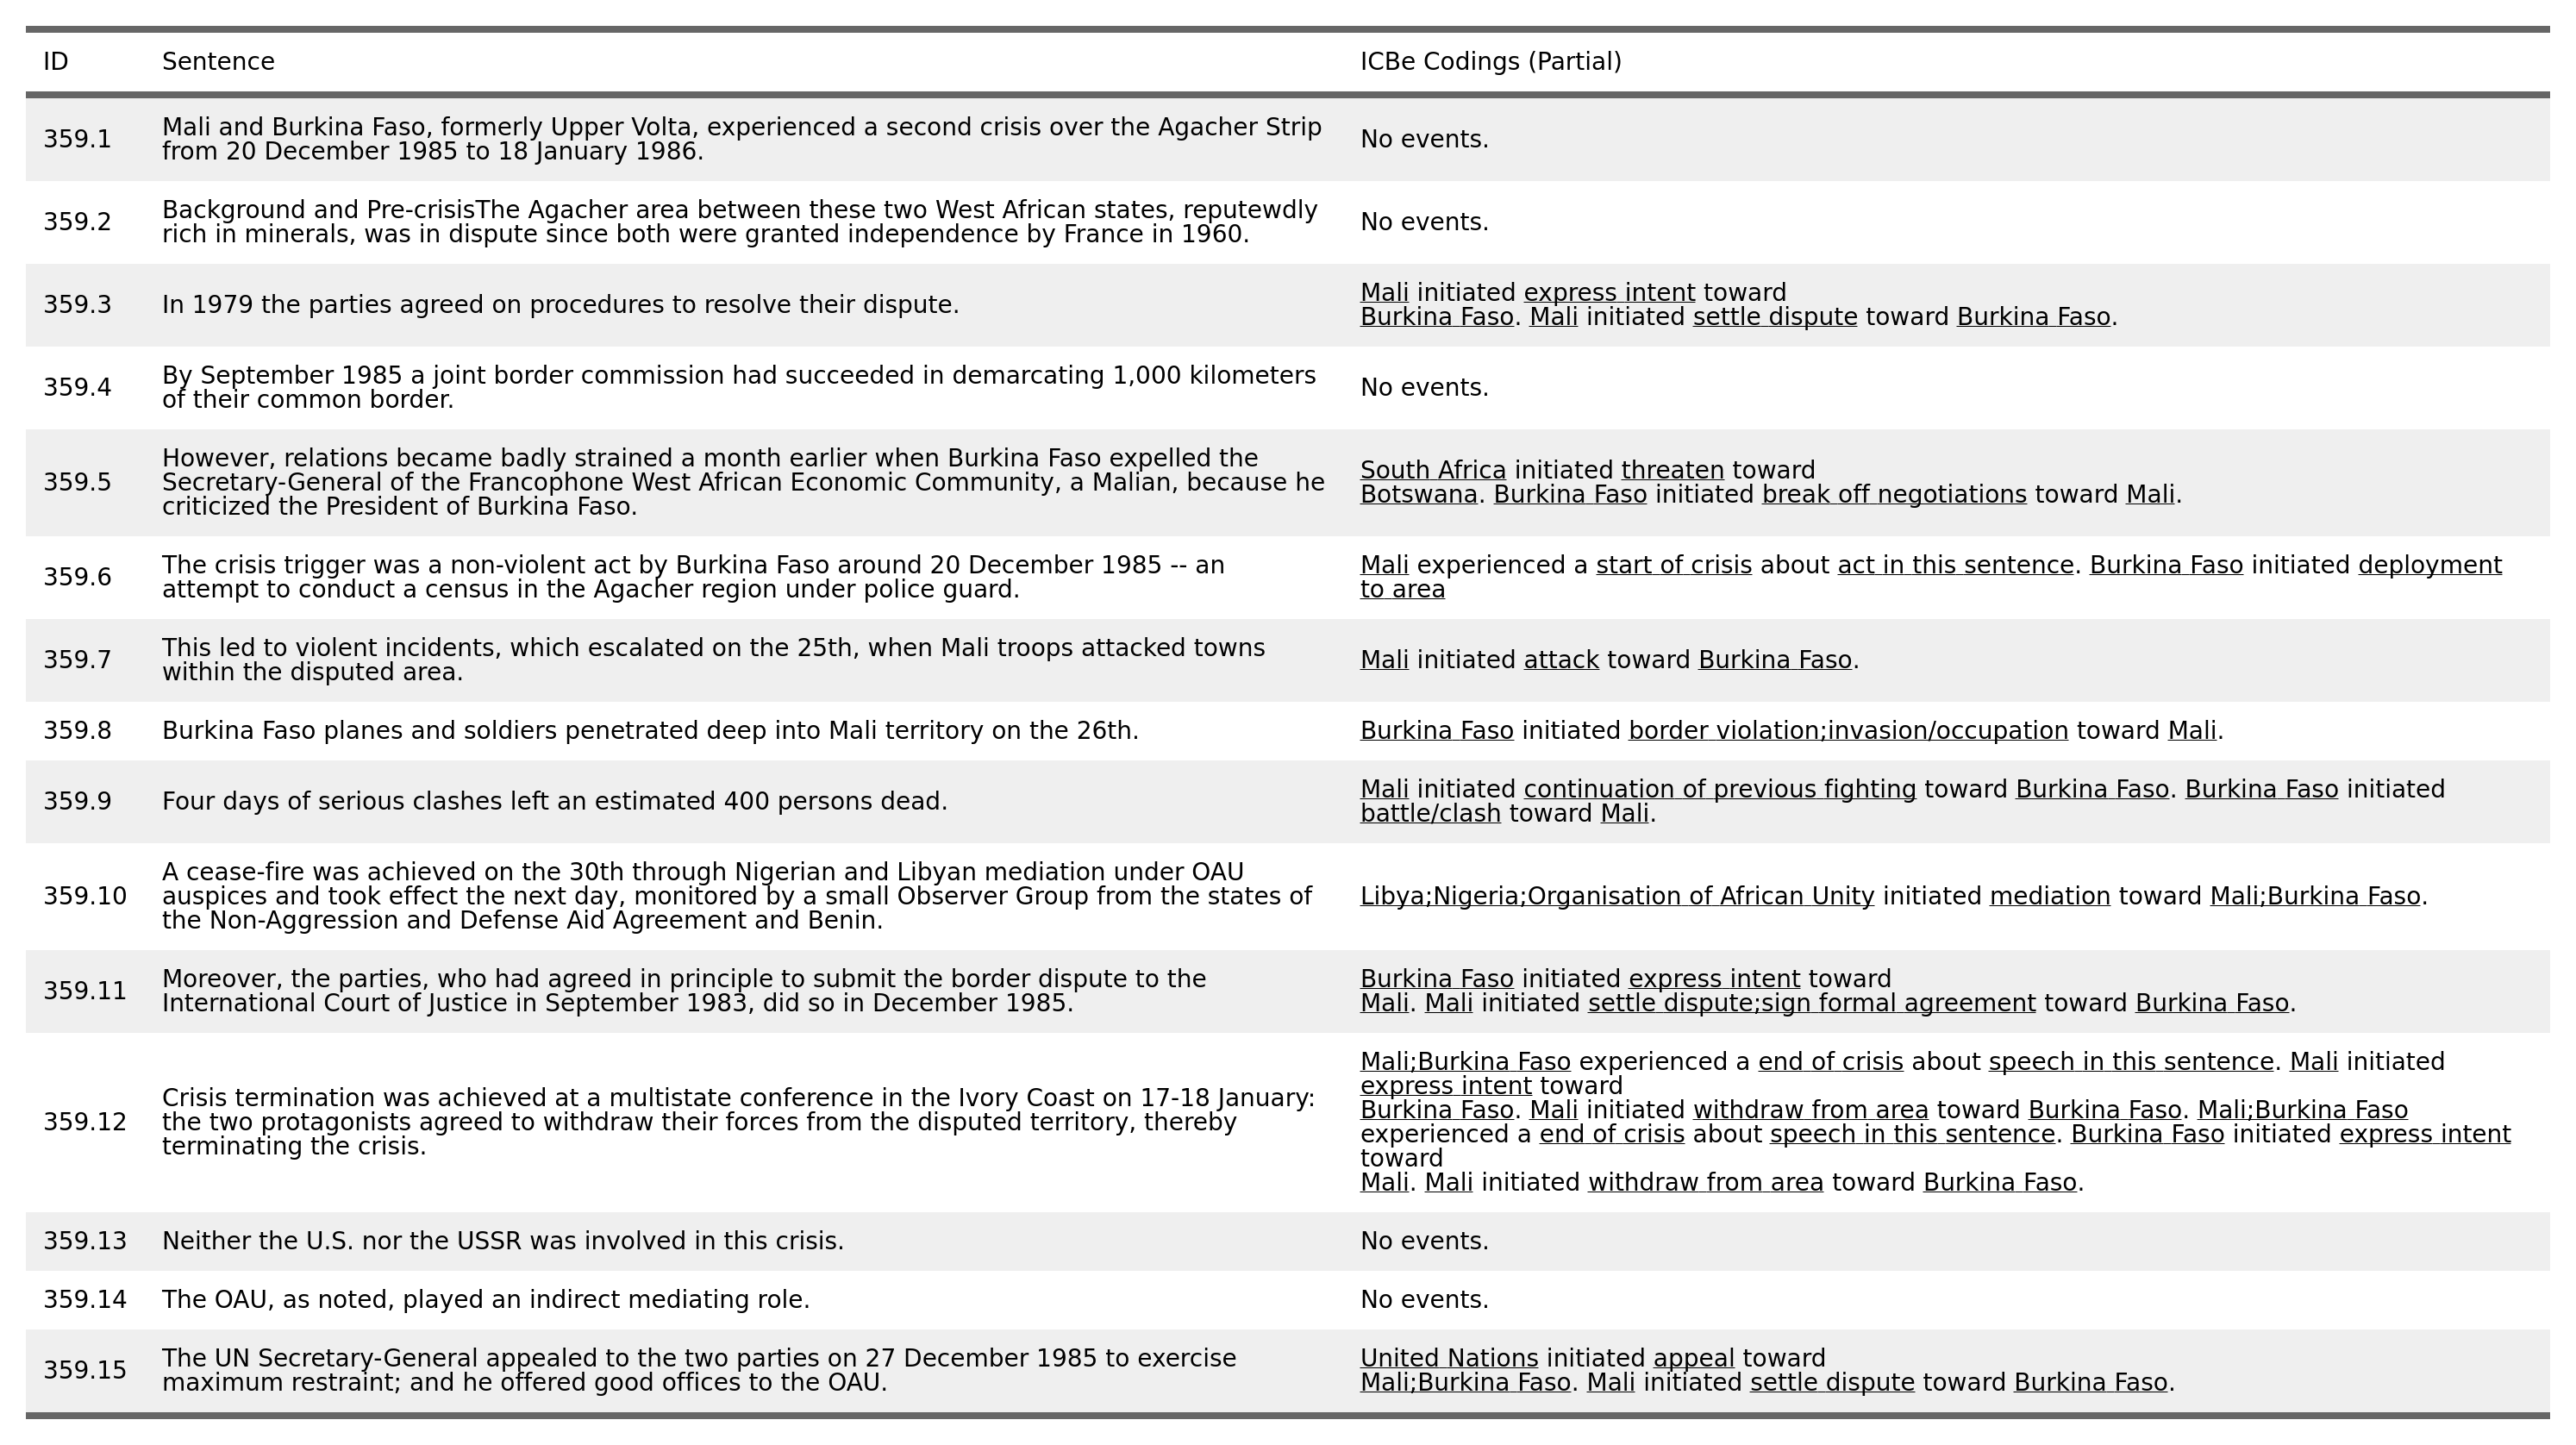 ID Sentence ICBe Codings (Partial)
359.1 Mali and Burkina Faso, formerly Upper Volta, experienced a second crisis over the Agacher Strip
from 20 December 1985 to 18 January 1986.
No events.
359.2 Background and Pre-crisisThe Agacher area between these two West African states, reputewdly
rich in minerals, was in dispute since both were granted independence by France in 1960.
No events.
359.3 In 1979 the parties agreed on procedures to resolve their dispute.
Mali initiated express intent toward
Burkina Faso. Mali initiated settle dispute toward Burkina Faso.
359.4 By September 1985 a joint border commission had succeeded in demarcating 1,000 kilometers
of their common border.
No events.
359.5 However, relations became badly strained a month earlier when Burkina Faso expelled the
Secretary-General of the Francophone West African Economic Community, a Malian, because he
criticized the President of Burkina Faso.
South Africa initiated threaten toward
Botswana. Burkina Faso initiated break off negotiations toward Mali.
359.6 The crisis trigger was a non-violent act by Burkina Faso around 20 December 1985 -- an
attempt to conduct a census in the Agacher region under police guard.
Mali experienced a start of crisis about act in this sentence. Burkina Faso initiated deployment
to area
359.7 This led to violent incidents, which escalated on the 25th, when Mali troops attacked towns
within the disputed area.
Mali initiated attack toward Burkina Faso.
359.8 Burkina Faso planes and soldiers penetrated deep into Mali territory on the 26th.
Burkina Faso initiated border violation;invasion/occupation toward Mali.
359.9 Four days of serious clashes left an estimated 400 persons dead.
Mali initiated continuation of previous fighting toward Burkina Faso. Burkina Faso initiated
battle/clash toward Mali.
359.10 A cease-fire was achieved on the 30th through Nigerian and Libyan mediation under OAU
auspices and took effect the next day, monitored by a small Observer Group from the states of
the Non-Aggression and Defense Aid Agreement and Benin.
Libya;Nigeria;Organisation of African Unity initiated mediation toward Mali;Burkina Faso.
359.11 Moreover, the parties, who had agreed in principle to submit the border dispute to the
International Court of Justice in September 1983, did so in December 1985.
Burkina Faso initiated express intent toward
Mali. Mali initiated settle dispute;sign formal agreement toward Burkina Faso.
359.12 Crisis termination was achieved at a multistate conference in the Ivory Coast on 17-18 January:
the two protagonists agreed to withdraw their forces from the disputed territory, thereby
terminating the crisis.
Mali;Burkina Faso experienced a end of crisis about speech in this sentence. Mali initiated
express intent toward
Burkina Faso. Mali initiated withdraw from area toward Burkina Faso. Mali;Burkina Faso
experienced a end of crisis about speech in this sentence. Burkina Faso initiated express intent
toward
Mali. Mali initiated withdraw from area toward Burkina Faso.
359.13 Neither the U.S. nor the USSR was involved in this crisis.
No events.
359.14 The OAU, as noted, played an indirect mediating role.
No events.
359.15 The UN Secretary-General appealed to the two parties on 27 December 1985 to exercise
maximum restraint; and he offered good offices to the OAU.
United Nations initiated appeal toward
Mali;Burkina Faso. Mali initiated settle dispute toward Burkina Faso.